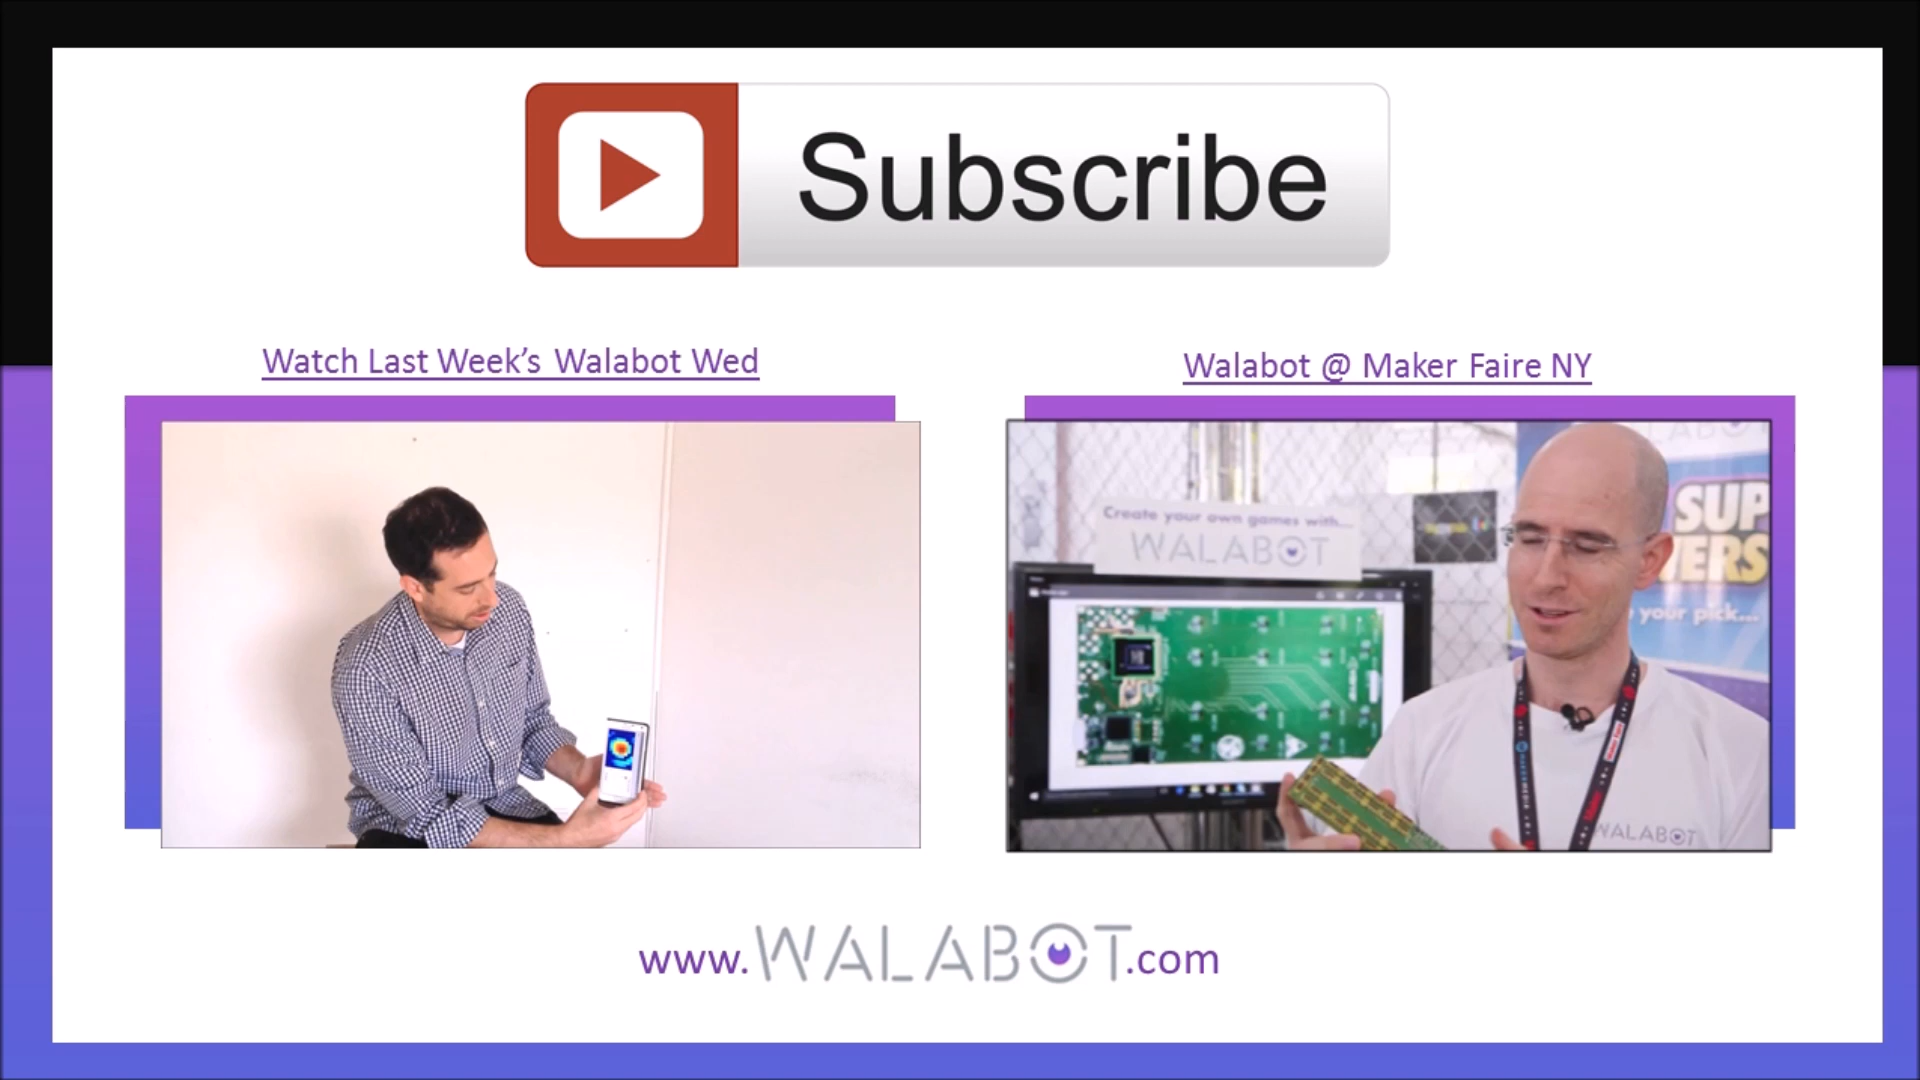 Subscribe
Watch Last Week's Walabot Wed
Walabot @ Maker Faire NY
Create your own games with...
WALABOT
SUP
YERS
your pick...
WALABOT
www.WALABOT.com